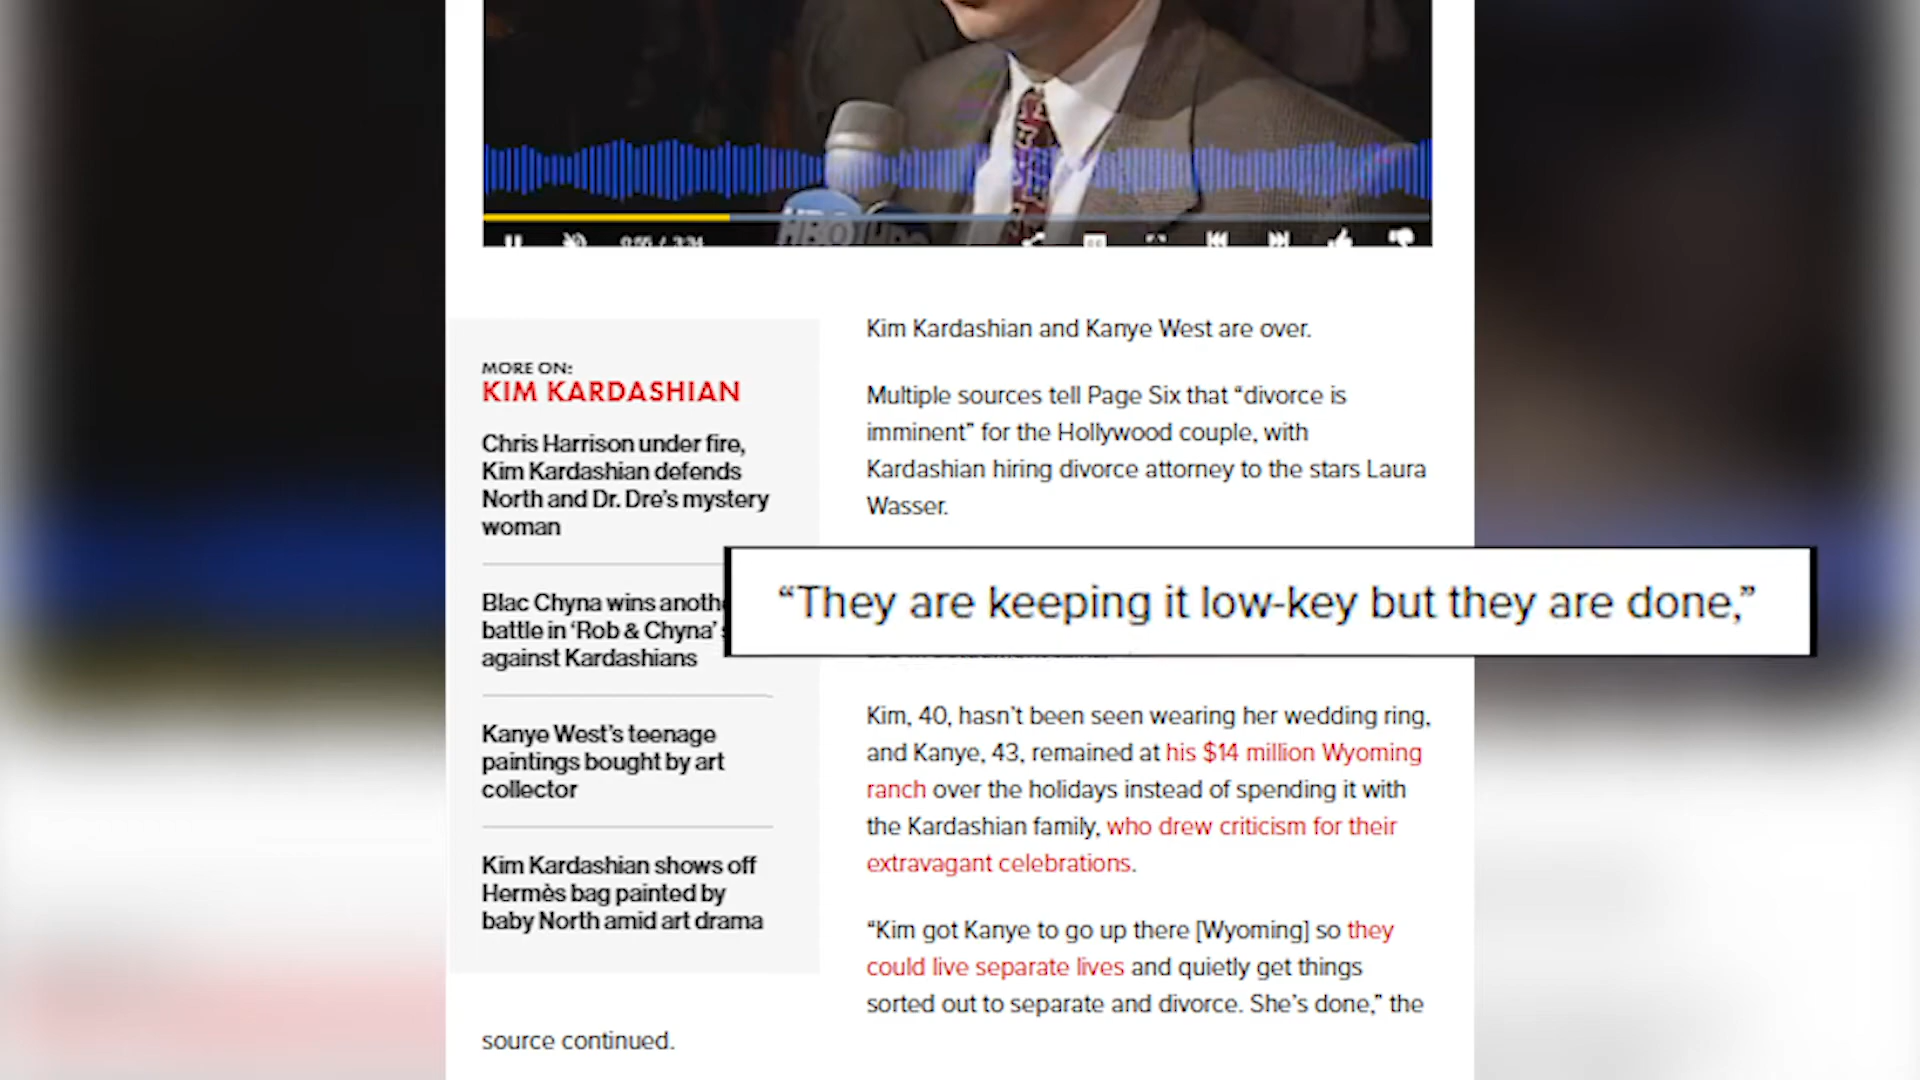 HBO
0:55 / 3:34
MORE ON:
KIM KARDASHIAN
Chris Harrison under fire,
Kim Kardashian defends
North and Dr. Dre's mystery
woman
Blac Chyna wins
battle in ‘Rob & Chyna’
against Kardashians
Kanye West's teenage
paintings bought by art
collector
Kim Kardashian shows off
Hermès bag painted by
baby North amid art drama
Kim Kardashian and Kanye West are over.
Multiple sources tell Page Six that “divorce is
imminent” for the Hollywood couple, with
Kardashian hiring divorce attorney to the stars Laura
Wasser.
“They are keeping it low-key but they are done,”
Kim, 40, hasn't been seen wearing her wedding ring,
and Kanye, 43, remained at his $14 million Wyoming
ranch over the holidays instead of spending it with
the Kardashian family, who drew criticism for their
extravagant celebrations.
“Kim got Kanye to go up there [Wyoming] so they
could live separate lives and quietly get things
sorted out to separate and divorce. She's done,” the
source continued.